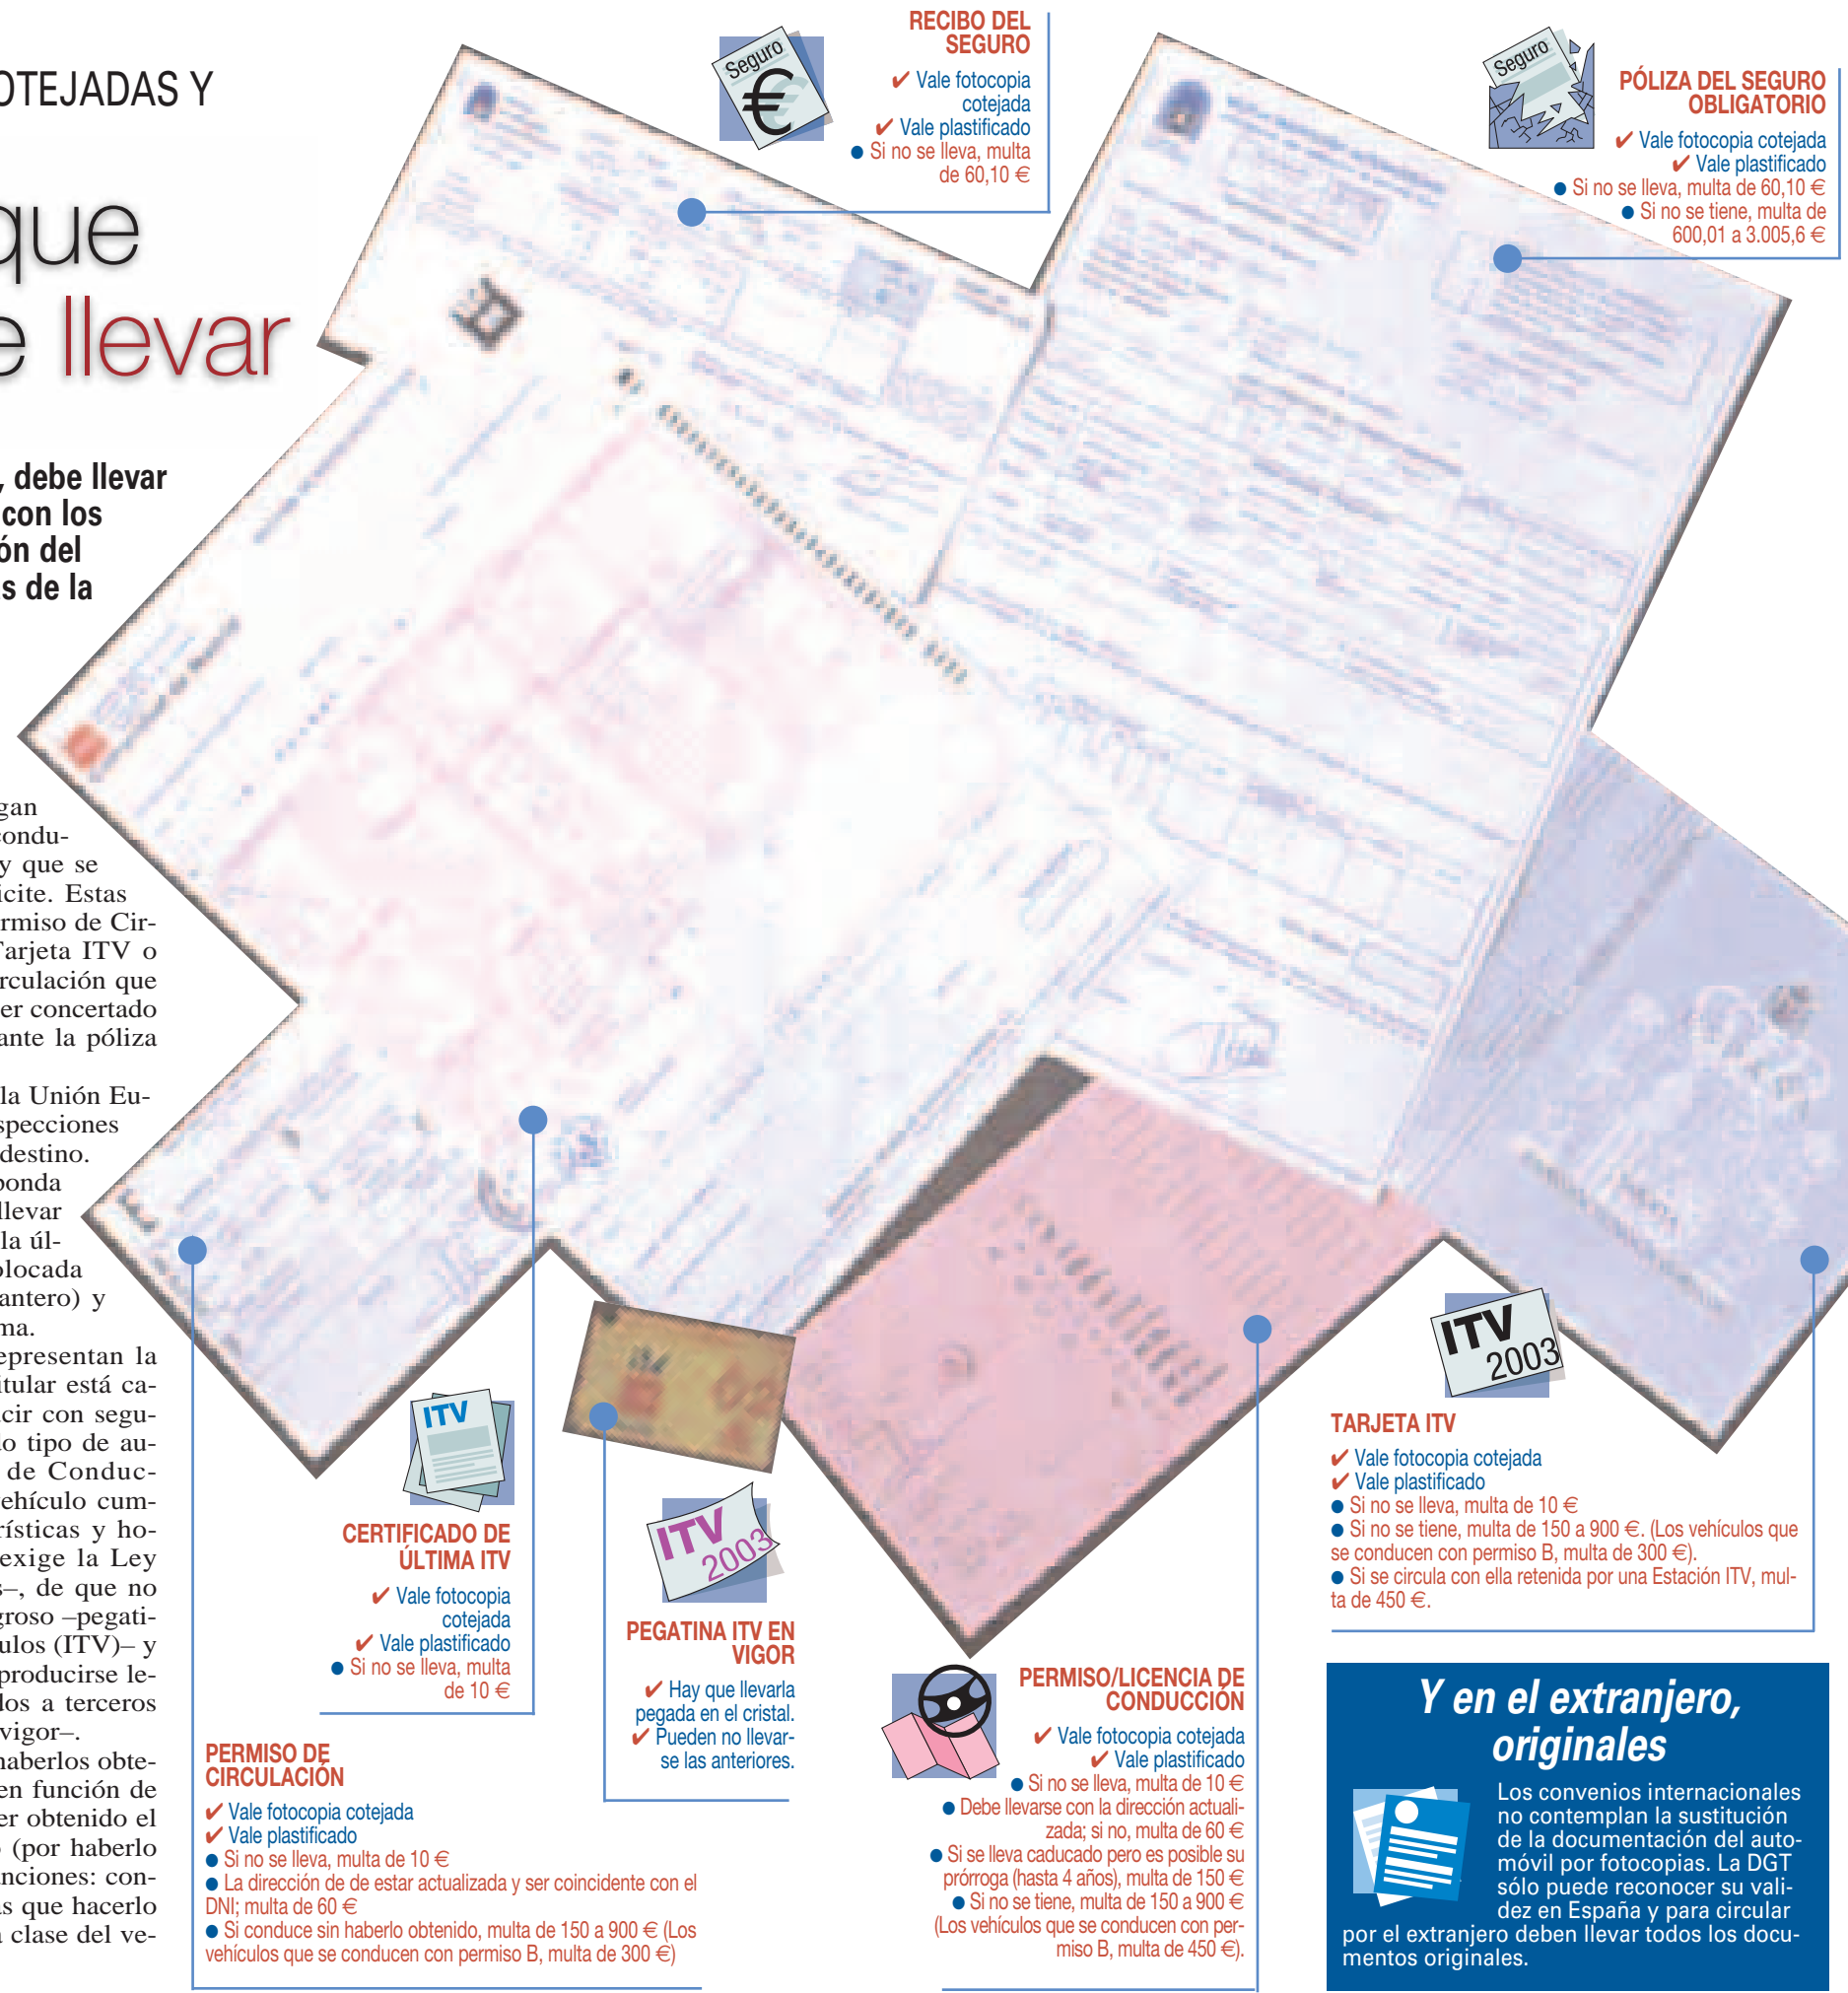 OTEJADAS Y
que
e llevar
, debe llevar
con los
ón del
s de la
gan
condu-
y que se
icite. Estas
rmiso de Cir-
Tarjeta ITV o
rculación que
er concertado
ante la póliza
la Unión Eu-
specciones
destino.
ponda
llevar
la úl-
olocada
antero) y
ma.
epresentan la
itular está ca-
cir con segu-
do tipo de au-
de Conduc-
ehículo cum-
rísticas y ho-
exige la Ley
s–, de que no
groso –pegati-
ulos (ITV)– y
producirse le-
dos a terceros
vigor–.
haberlos obte-
en función de
er obtenido el
o (por haberlo
nciones: con-
as que hacerlo
a clase del ve-
Seguro
€
RECIBO DEL
SEGURO
✔ Vale fotocopia
cotejada
✔ Vale plastificado
● Si no se lleva, multa
de 60,10 €
Seguro
PÓLIZA DEL SEGURO
OBLIGATORIO
✔ Vale fotocopia cotejada
✔ Vale plastificado
● Si no se lleva, multa de 60,10 €
● Si no se tiene, multa de
600,01 a 3.005,6 €
ITV
CERTIFICADO DE
ÚLTIMA ITV
✔ Vale fotocopia
cotejada
✔ Vale plastificado
● Si no se lleva, multa
de 10 €
PERMISO DE
CIRCULACIÓN
✔ Vale fotocopia cotejada
✔ Vale plastificado
● Si no se lleva, multa de 10 €
● La dirección de de estar actualizada y ser coincidente con el
DNI; multa de 60 €
● Si conduce sin haberlo obtenido, multa de 150 a 900 € (Los
vehículos que se conducen con permiso B, multa de 300 €)
ITV
2003
PEGATINA ITV EN
VIGOR
✔ Hay que llevarla
pegada en el cristal.
✔ Pueden no llevar-
se las anteriores.
PERMISO/LICENCIA DE
CONDUCCIÓN
✔ Vale fotocopia cotejada
✔ Vale plastificado
● Si no se lleva, multa de 10 €
● Debe llevarse con la dirección actuali-
zada; si no, multa de 60 €
● Si se lleva caducado pero es posible su
prórroga (hasta 4 años), multa de 150 €
● Si no se tiene, multa de 150 a 900 €
(Los vehículos que se conducen con per-
miso B, multa de 450 €).
ITV
2003
TARJETA ITV
✔ Vale fotocopia cotejada
✔ Vale plastificado
● Si no se lleva, multa de 10 €
● Si no se tiene, multa de 150 a 900 €. (Los vehículos que
se conducen con permiso B, multa de 300 €).
● Si se circula con ella retenida por una Estación ITV, mul-
ta de 450 €.
Y en el extranjero,
originales
Los convenios internacionales
no contemplan la sustitución
de la documentación del auto-
móvil por fotocopias. La DGT
sólo puede reconocer su vali-
dez en España y para circular
por el extranjero deben llevar todos los docu-
mentos originales.